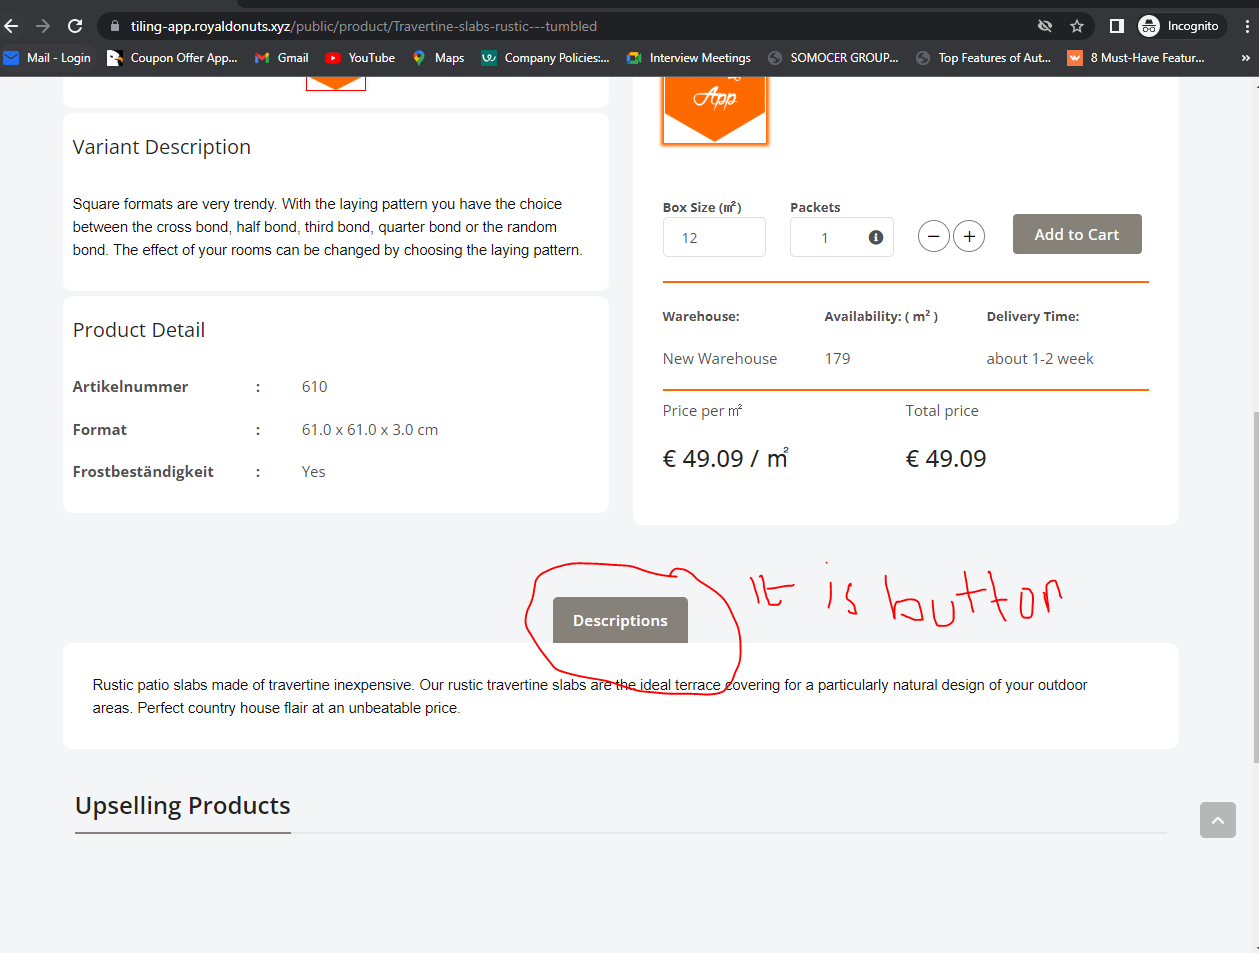 tiling-app.royaldonuts.xyz/public/product/Travertine-slabs-rustic---tumbled
Incognito
Mail - Login
Coupon Offer App...
Gmail
YouTube
Maps
Company Policies:...
Interview Meetings
SOMOCER GROUP...
Top Features of Aut...
8 Must-Have Featur...
»
App
Variant Description
Square formats are very trendy. With the laying pattern you have the choice
between the cross bond, half bond, third bond, quarter bond or the random
bond. The effect of your rooms can be changed by choosing the laying pattern.
Box Size (㎡)
Packets
12
1
Add to Cart
Product Detail
Artikelnummer : 610
Format : 61.0 x 61.0 x 3.0 cm
Frostbeständigkeit : Yes
Warehouse: Availability: ( m² ) Delivery Time:
New Warehouse 179 about 1-2 week
Price per ㎡ Total price
€ 49.09 / ㎡ € 49.09
It is button
Descriptions
Rustic patio slabs made of travertine inexpensive. Our rustic travertine slabs are the ideal terrace covering for a particularly natural design of your outdoor
areas. Perfect country house flair at an unbeatable price.
Upselling Products